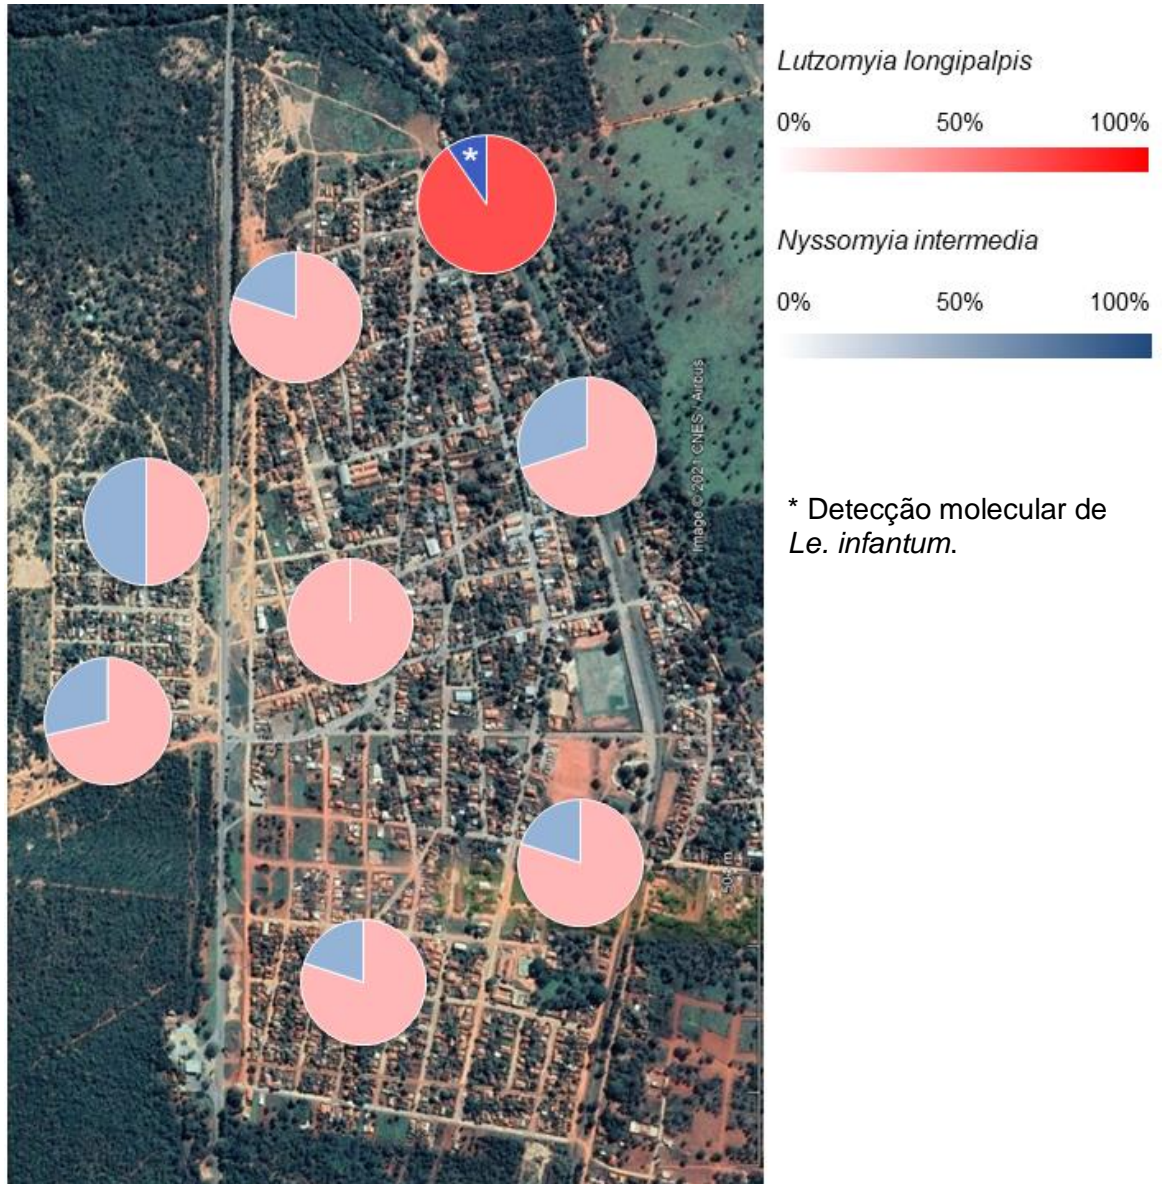 Lutzomyia longipalpis
0% 50% 100%
Nyssomyia intermedia
0% 50% 100%
* Detecção molecular de
Le. infantum.
*
Image © 2021 CNES / Airbus